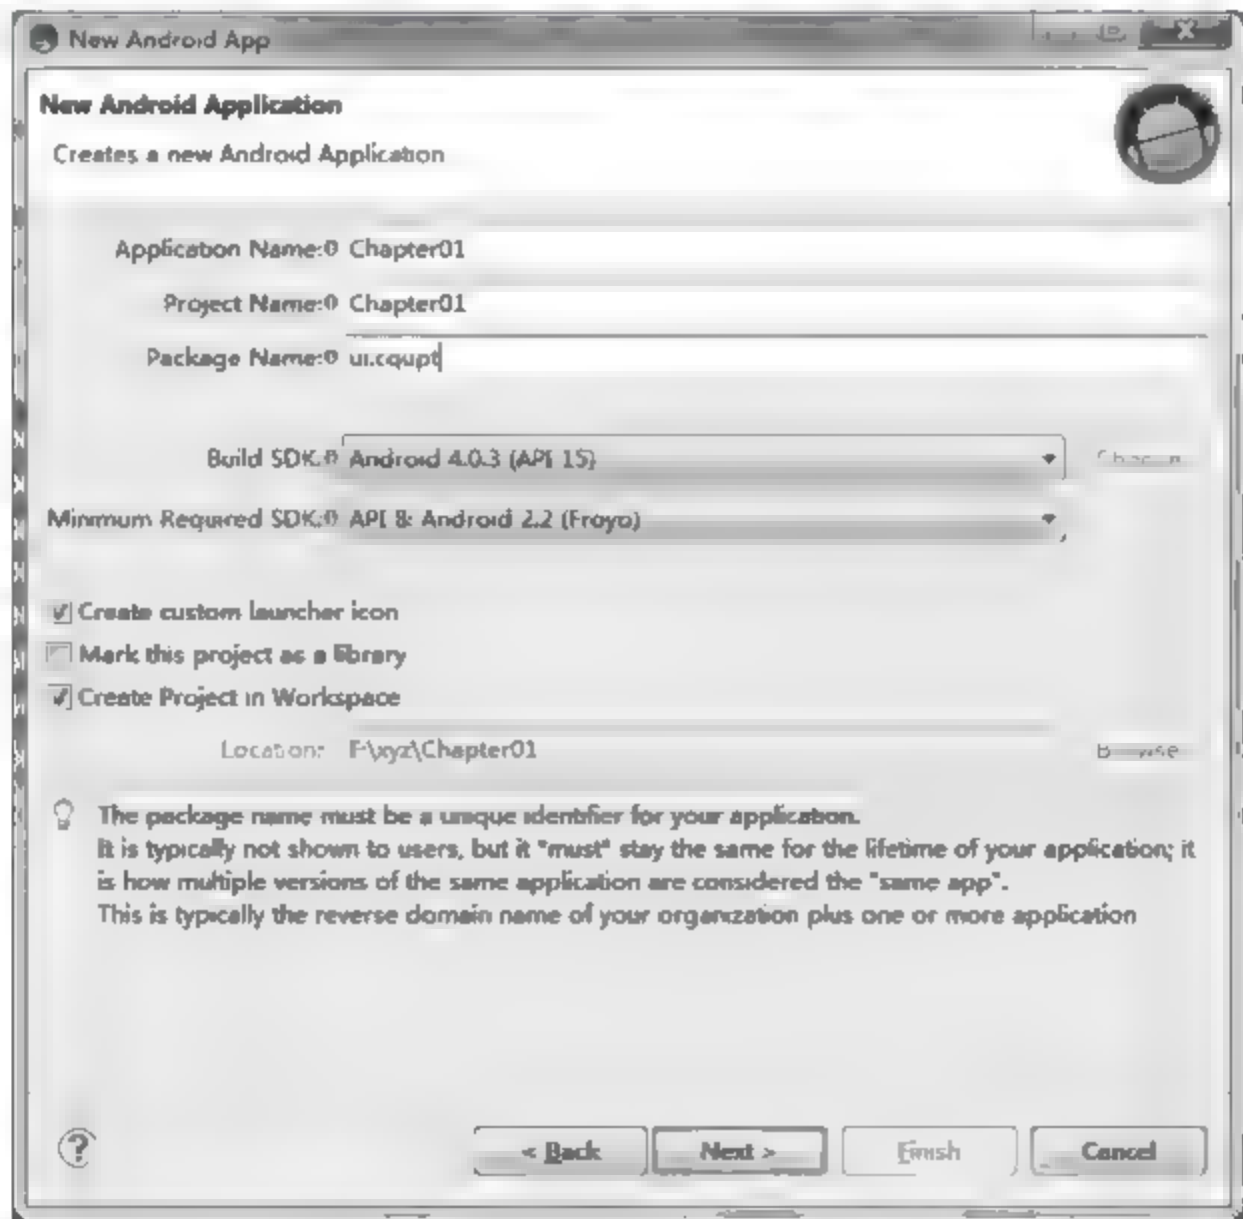 New Android App
New Android Application
Creates a new Android Application
Application Name: Chapter01
Project Name: Chapter01
Package Name: ui.cqupt
Build SDK: Android 4.0.3 (API 15)
Minimum Required SDK: API 8: Android 2.2 (Froyo)
Create custom launcher icon
Mark this project as a library
Create Project in Workspace
Location: F:\xyz\Chapter01
Browse
The package name must be a unique identifier for your application.
It is typically not shown to users, but it *must* stay the same for the lifetime of your application; it
is how multiple versions of the same application are considered the "same app".
This is typically the reverse domain name of your organization plus one or more application
?
< Back
Next >
Finish
Cancel